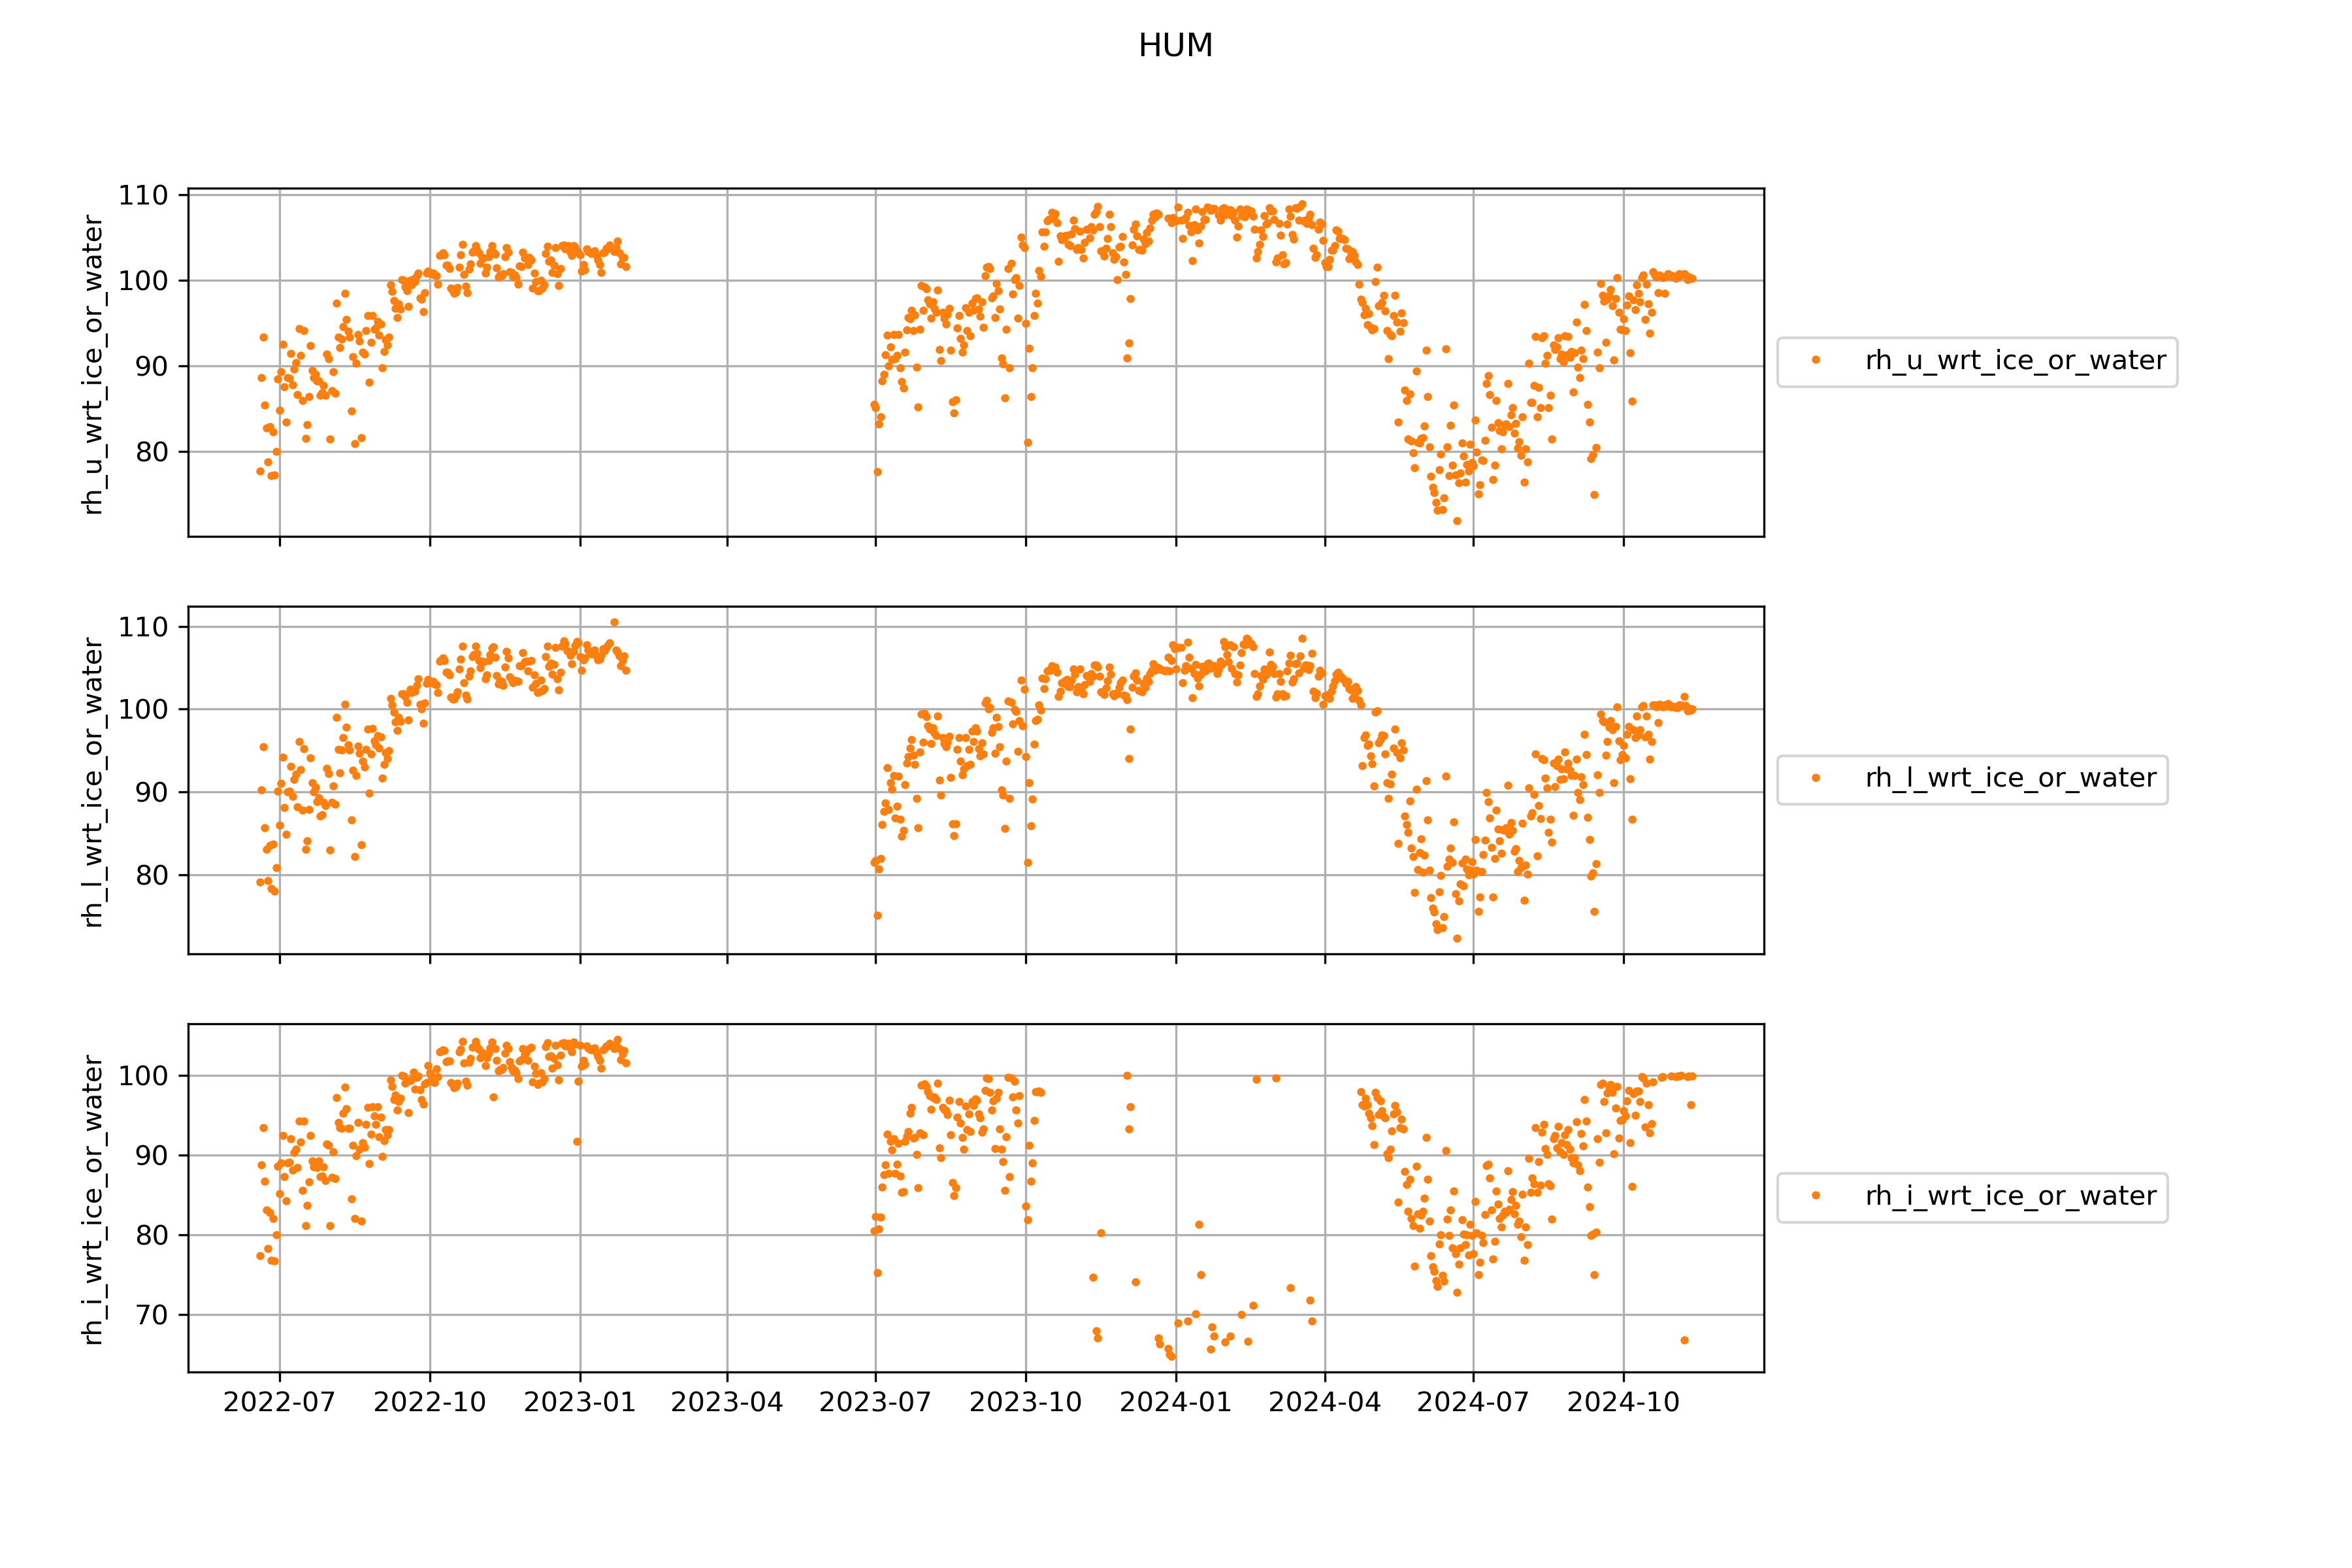 HUM
110
100
90
80
rh_u_wrt_ice_or_water
rh_u_wrt_ice_or_water
110
100
90
80
rh_l_wrt_ice_or_water
rh_l_wrt_ice_or_water
100
90
80
70
rh_i_wrt_ice_or_water
rh_i_wrt_ice_or_water
2022-07 2022-10 2023-01 2023-04 2023-07 2023-10 2024-01 2024-04 2024-07 2024-10